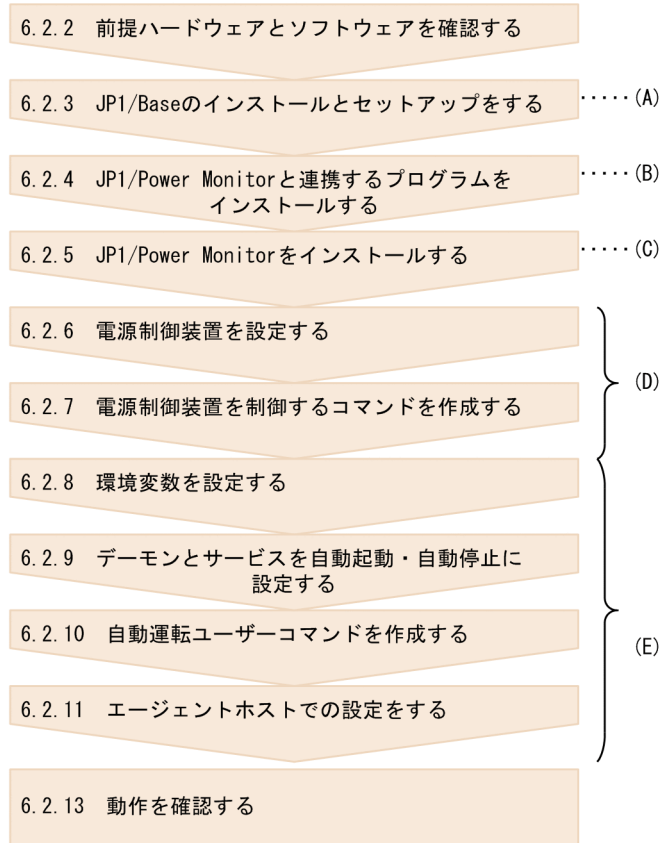 6.2.2 前提ハードウェアとソフトウェアを確認する
6.2.3 JP1/Baseのインストールとセットアップをする
·····(A)
6.2.4 JP1/Power Monitorと連携するプログラムを
インストールする
·····(B)
6.2.5 JP1/Power Monitorをインストールする
·····(C)
6.2.6 電源制御装置を設定する
6.2.7 電源制御装置を制御するコマンドを作成する
(D)
6.2.8 環境変数を設定する
6.2.9 デーモンとサービスを自動起動・自動停止に
設定する
6.2.10 自動運転ユーザーコマンドを作成する
6.2.11 エージェントホストでの設定をする
(E)
6.2.13 動作を確認する